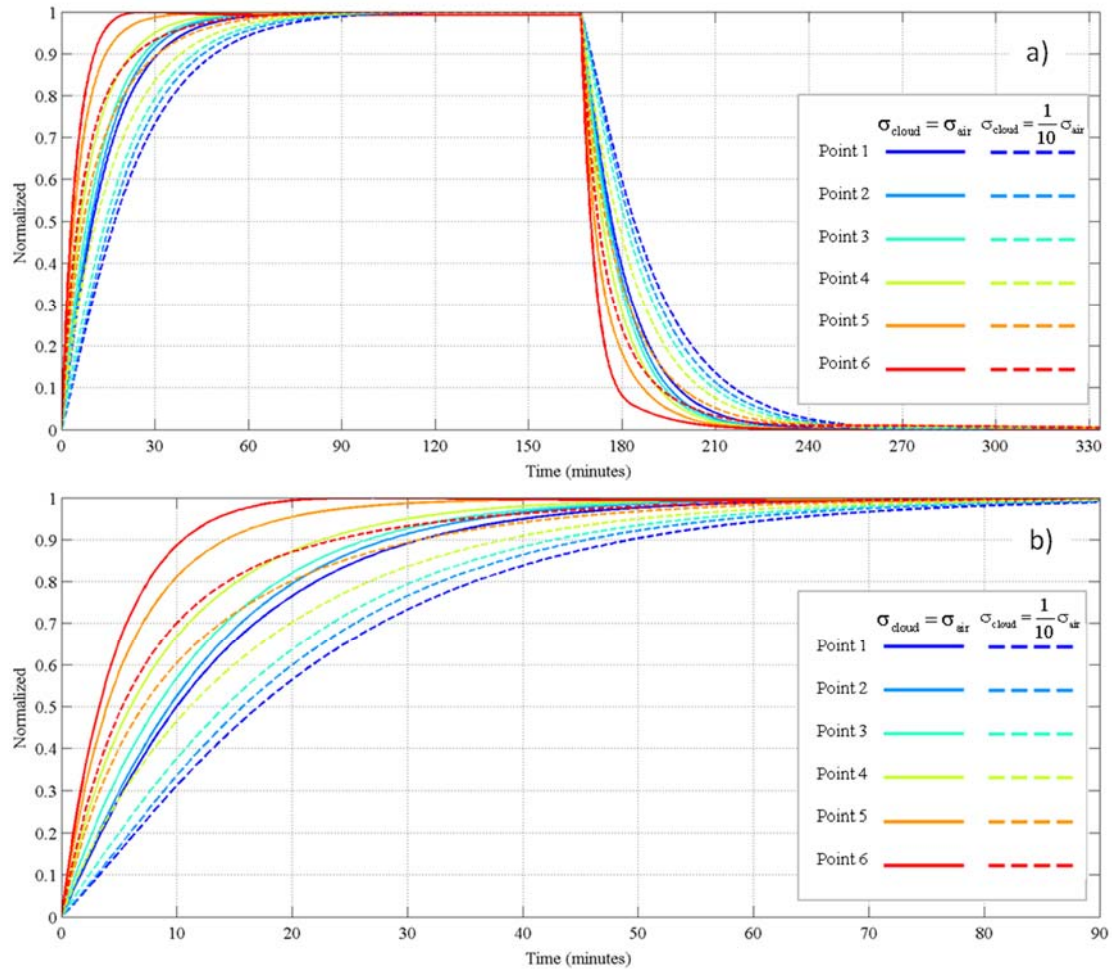 a)
1
0.9
0.8
0.7
0.6
0.5
0.4
0.3
0.2
0.1
0
Normalized
σcloud = σair σcloud = 1/10 σair
Point 1
Point 2
Point 3
Point 4
Point 5
Point 6
0 30 60 90 120 150 180 210 240 270 300 330
Time (minutes)
b)
1
0.9
0.8
0.7
0.6
0.5
0.4
0.3
0.2
0.1
0
Normalized
σcloud = σair σcloud = 1/10 σair
Point 1
Point 2
Point 3
Point 4
Point 5
Point 6
0 10 20 30 40 50 60 70 80 90
Time (minutes)